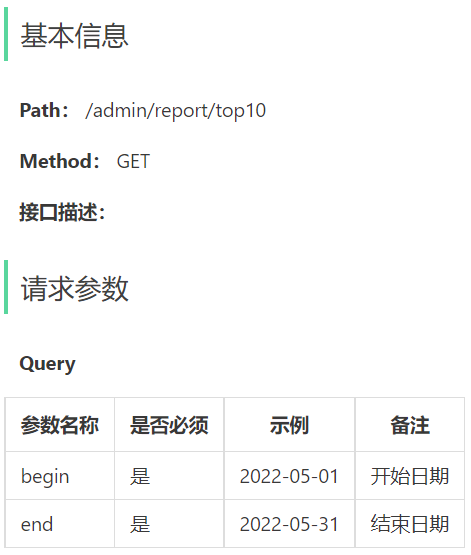 基本信息
Path： /admin/report/top10
Method： GET
接口描述：
请求参数
Query
参数名称 是否必须 示例 备注
begin 是 2022-05-01 开始日期
end 是 2022-05-31 结束日期